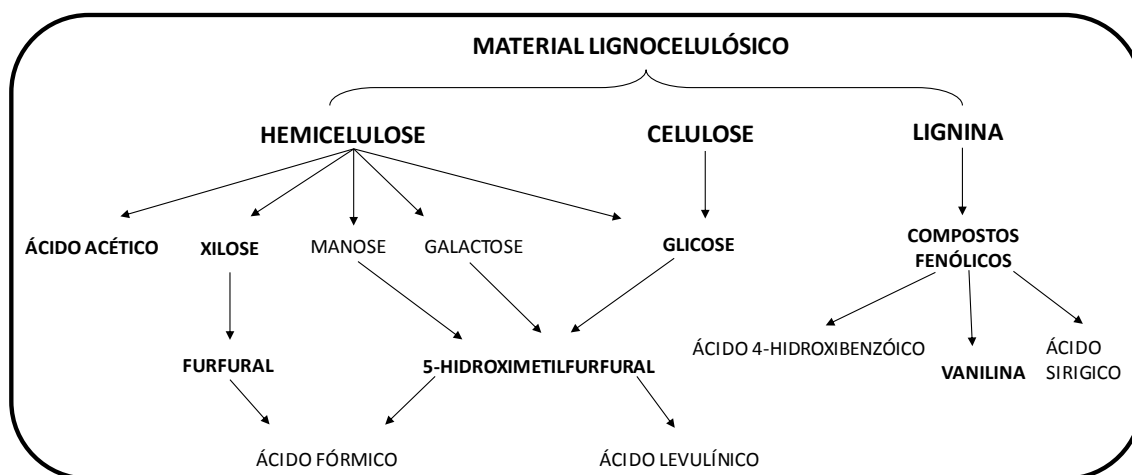 MATERIAL LIGNOCELULÓSICO
HEMICELULOSE
CELULOSE
LIGNINA
ÁCIDO ACÉTICO
XILOSE
MANOSE
GALACTOSE
GLICOSE
COMPOSTOS
FENÓLICOS
FURFURAL
5-HIDROXIMETILFURFURAL
ÁCIDO 4-HIDROXIBENZÓICO
VANILINA
ÁCIDO
SIRIGICO
ÁCIDO FÓRMICO
ÁCIDO LEVULÍNICO